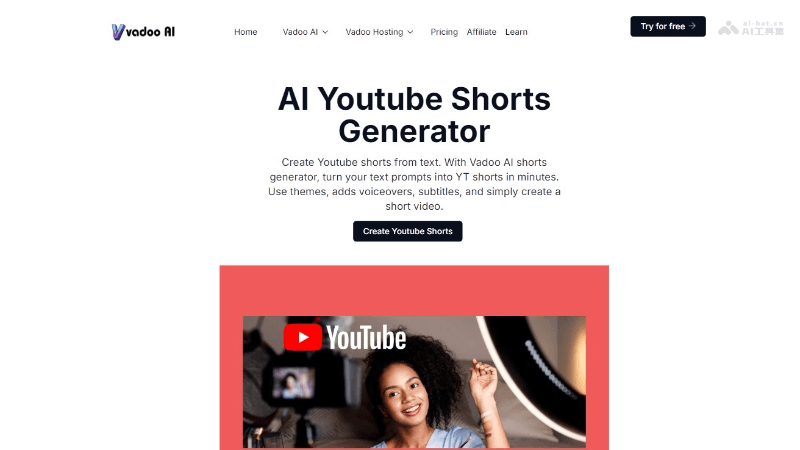 Vadoo AI
Home
Vadoo AI
Vadoo Hosting
Pricing
Affiliate
Learn
Try for free →
ai-bot.cn
AI工具集
AI Youtube Shorts
Generator
Create Youtube shorts from text. With Vadoo AI shorts
generator, turn your text prompts into YT shorts in minutes.
Use themes, adds voiceovers, subtitles, and simply create a
short video.
Create Youtube Shorts
YouTube